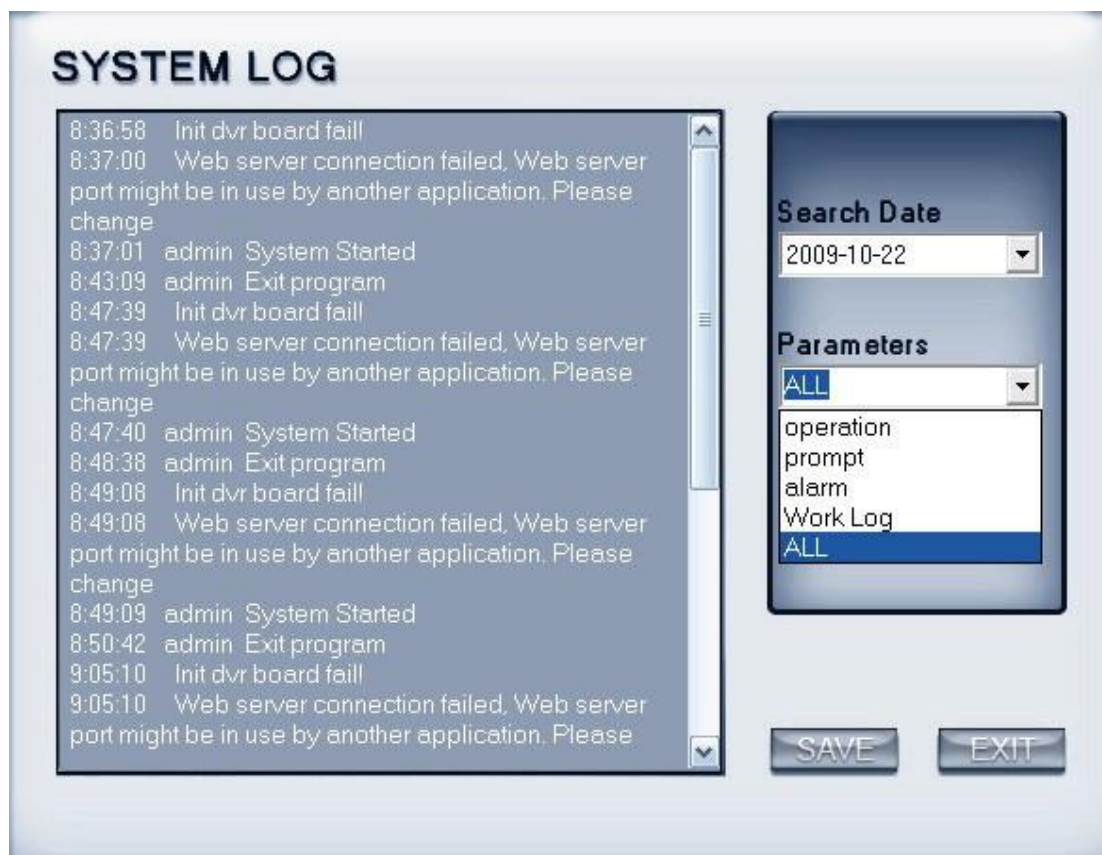 SYSTEM LOG
8:36:58 Init dvr board fail!
8:37:00 Web server connection failed, Web server
port might be in use by another application. Please
change
8:37:01 admin System Started
8:43:09 admin Exit program
8:47:39 Init dvr board fail!
8:47:39 Web server connection failed, Web server
port might be in use by another application. Please
change
8:47:40 admin System Started
8:48:38 admin Exit program
8:49:08 Init dvr board fail!
8:49:08 Web server connection failed, Web server
port might be in use by another application. Please
change
8:49:09 admin System Started
8:50:42 admin Exit program
9:05:10 Init dvr board fail!
9:05:10 Web server connection failed, Web server
port might be in use by another application. Please
Search Date
2009-10-22
Parameters
ALL
operation
prompt
alarm
Work Log
ALL
SAVE EXIT